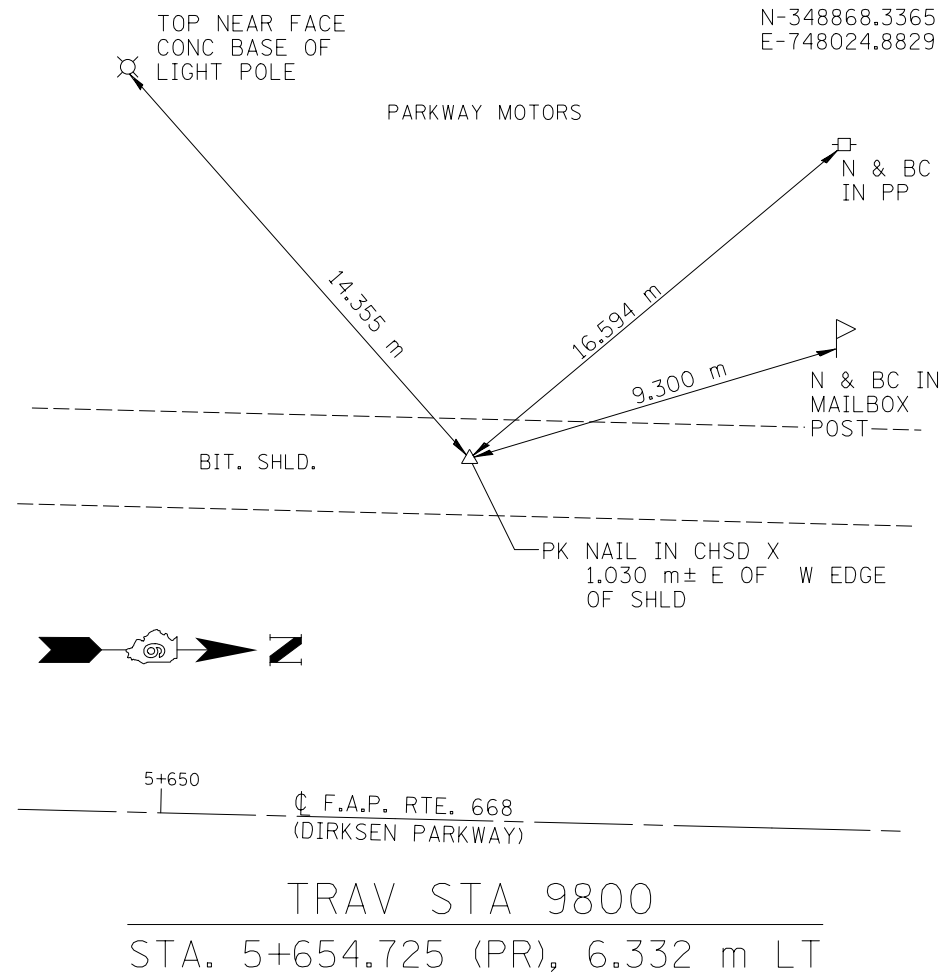 TOP NEAR FACE
CONC BASE OF
LIGHT POLE
N-348868.3365
E-748024.8829
PARKWAY MOTORS
N & BC
IN PP
14.355 m
16.594 m
9.300 m
N & BC IN
MAILBOX
POST
BIT. SHLD.
PK NAIL IN CHSD X
1.030 m± E OF W EDGE
OF SHLD
6
N
5+650
℄ F.A.P. RTE. 668
(DIRKSEN PARKWAY)
TRAV STA 9800
STA. 5+654.725 (PR), 6.332 m LT